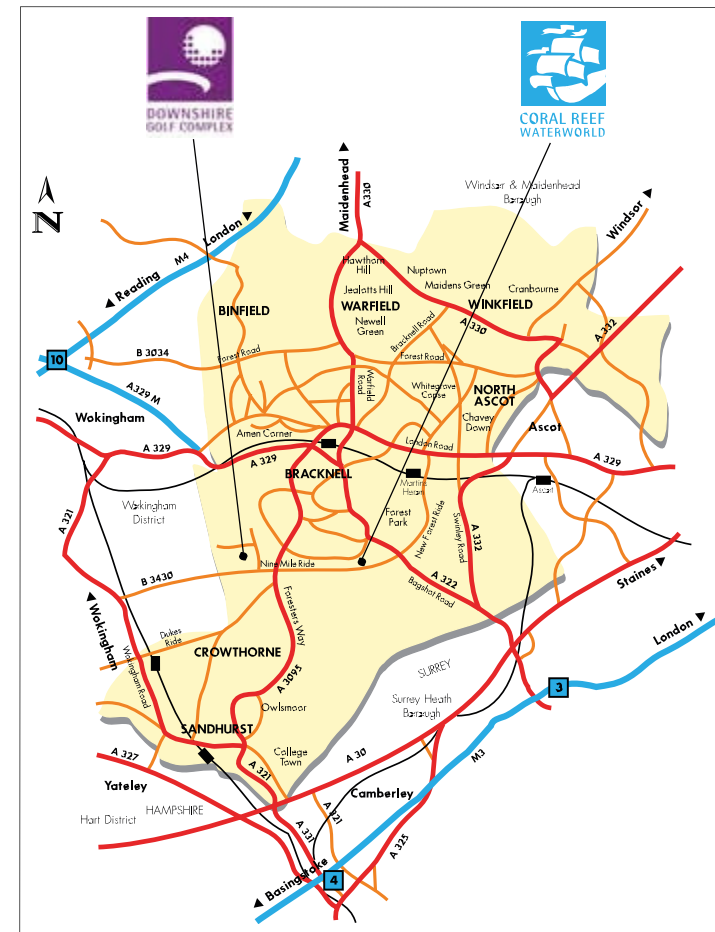 DOWNSHIRE
GOLF COMPLEX
CORAL REEF
WATERWORLD
N
Maidenhead
A330
Windsor & Maidenhead
Borough
Windsor
London
M4
Reading
Hawthorn
Hill
Nuptown
Maidens Green
Cranbourne
Jealotts Hill
BINFIELD
WARFIELD
WINKFIELD
Newell
Green
Bracknell Road
A 330
A 332
B 3034
Forest Road
Forest Road
10
A329 M
Warfield
Road
Whitegrove
Copse
NORTH
ASCOT
Wokingham
Chavey
Down
Ascot
Amen Corner
London Road
A 329
A 329
A 329
BRACKNELL
Martins
Heron
Ascot
Wokingham
District
A 321
Forest
Park
New Forest Ride
Swinley Road
A 332
Nine Mile Ride
B 3430
A 322
Bagshot Road
Staines
Wokingham
Foresters Way
Dukes
Ride
London
CROWTHORNE
Wokingham Road
SURREY
A 3095
3
Owlsmoor
Surrey Heath
Borough
SANDHURST
College
Town
A 30
M3
A 327
A 321
Yateley
Camberley
HAMPSHIRE
Hart District
A 321
A 331
A 325
Basingstoke
4